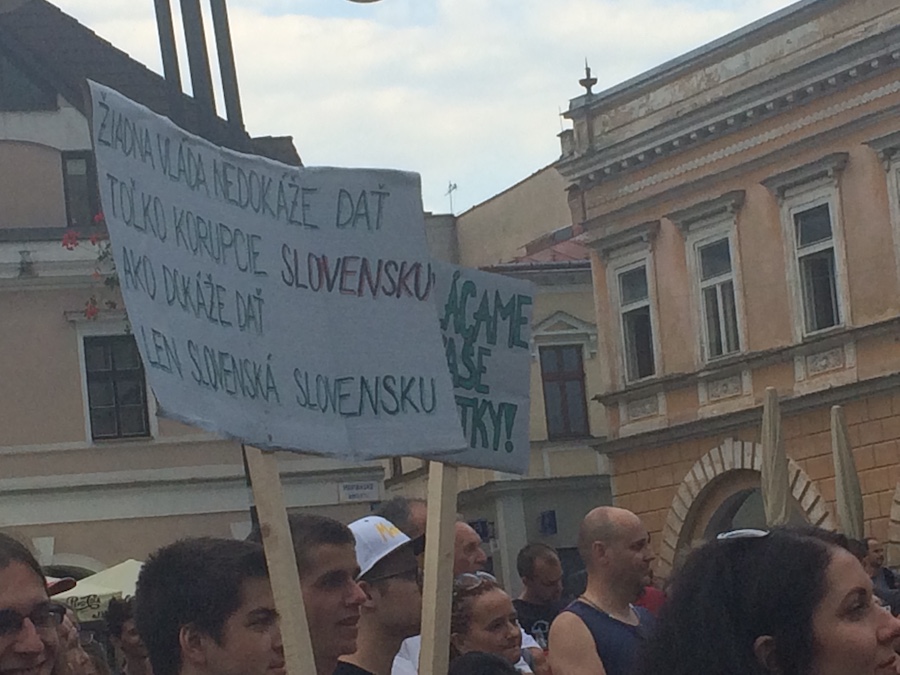 ŽIADNA VLÁDA NEDOKÁŽE DAŤ
TOĽKO KORUPCIE SLOVENSKU
AKO DOKÁŽE DAŤ
LEN SLOVENSKÁ SLOVENSKU
ÁCAME
AŠE
TKY!